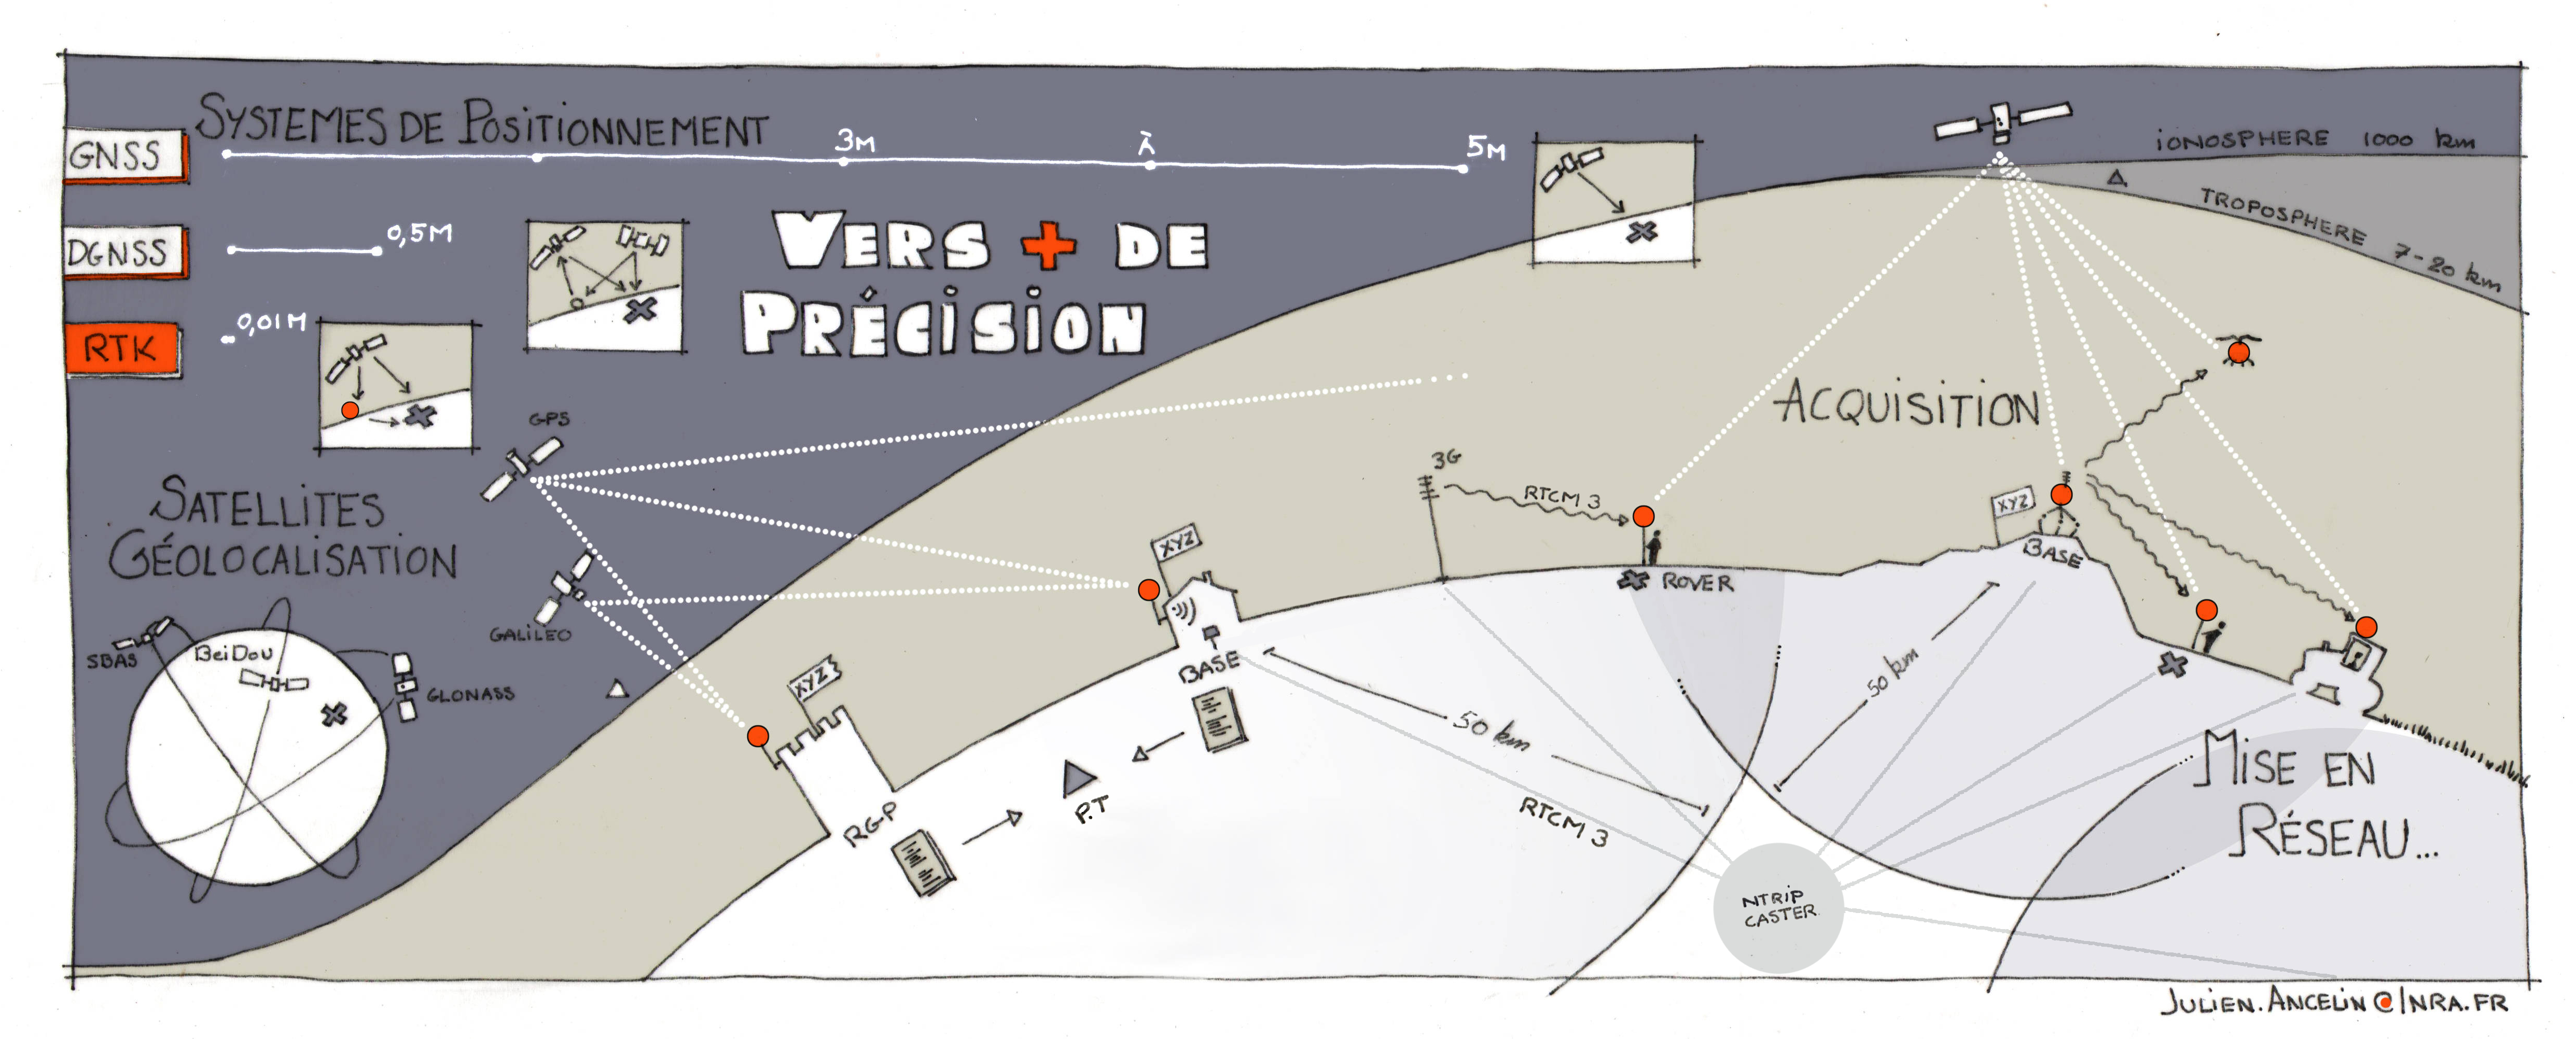 SYSTEMES DE POSITIONNEMENT
GNSS
3M
À
5M
DGNSS
0,5M
RTK
0,01M
VERS + DE
PRÉCISION
IONOSPHERE 1000 km
TROPOSPHERE 7-20 km
ACQUISITION
SATELLITES
GÉOLOCALISATION
GPS
GALILEO
SBAS
BeiDou
GLONASS
3G
RTCM 3
ROVER
XYZ
BASE
XYZ
BASE
XYZ
RGP
P.T
50 km
50 km
RTCM 3
NTRIP
CASTER
MISE EN
RÉSEAU...
JULIEN.ANCELIN@INRA.FR